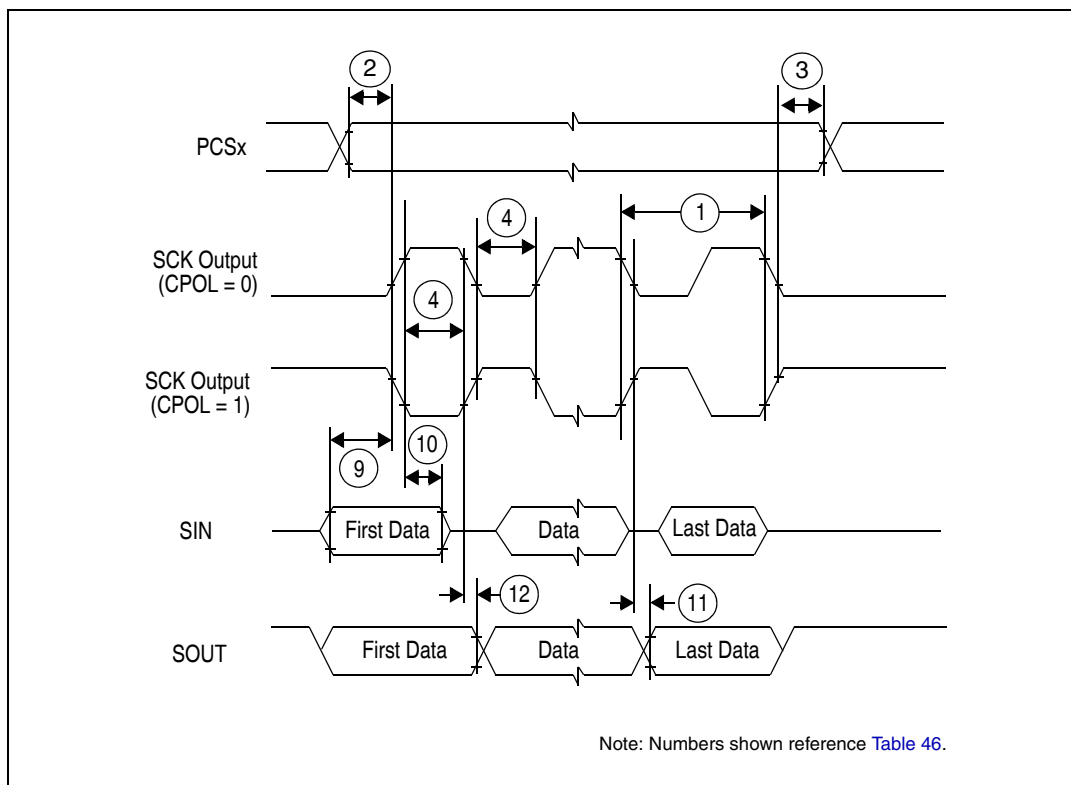 2
3
PCSx
4
1
SCK Output
(CPOL = 0)
4
SCK Output
(CPOL = 1)
9
10
SIN
First Data
Data
Last Data
12
11
SOUT
First Data
Data
Last Data
Note: Numbers shown reference Table 46.